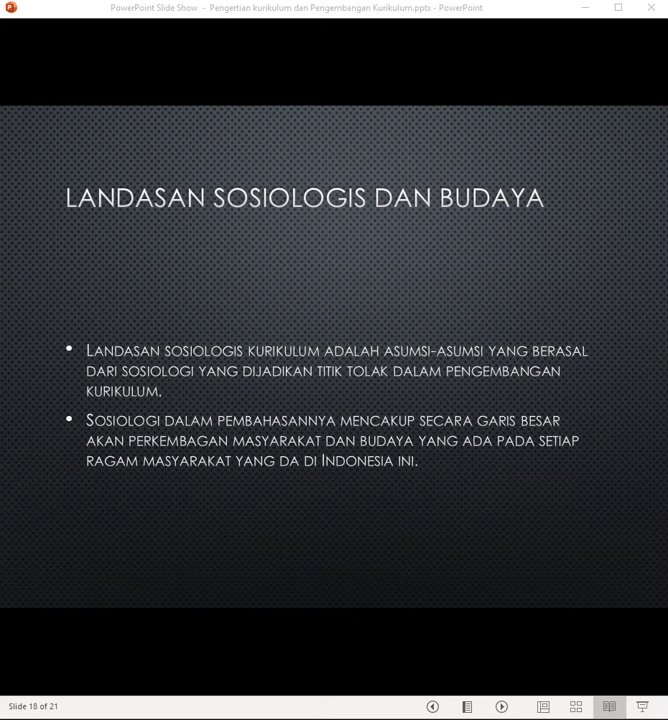 PowerPoint Slide Show - Pengertian kurikulum dan Pengembangan Kurikulum.pptx - PowerPoint
LANDASAN SOSIOLOGIS DAN BUDAYA
• LANDASAN SOSIOLOGIS KURIKULUM ADALAH ASUMSI-ASUMSI YANG BERASAL
DARI SOSIOLOGI YANG DIJADIKAN TITIK TOLAK DALAM PENGEMBANGAN
KURIKULUM.
• SOSIOLOGI DALAM PEMBAHASANNYA MENCAKUP SECARA GARIS BESAR
AKAN PERKEMBAGAN MASYARAKAT DAN BUDAYA YANG ADA PADA SETIAP
RAGAM MASYARAKAT YANG DA DI INDONESIA INI.
Slide 18 of 21